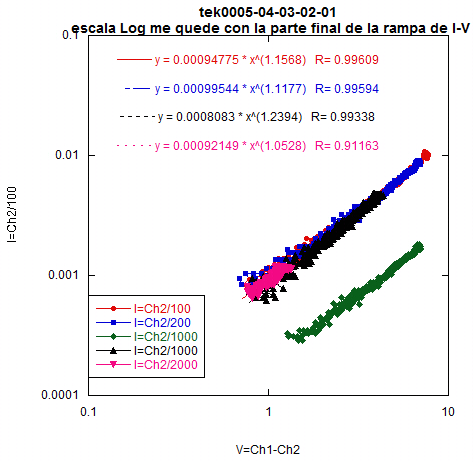 tek0005-04-03-02-01
escala Log me quede con la parte final de la rampa de I-V
y = 0.00094775 * x^(1.1568) R= 0.99609
y = 0.00099544 * x^(1.1177) R= 0.99594
y = 0.0008083 * x^(1.2394) R= 0.99338
y = 0.00092149 * x^(1.0528) R= 0.91163
0.1
0.01
0.001
0.0001
I=Ch2/100
I=Ch2/100
I=Ch2/200
I=Ch2/1000
I=Ch2/1000
I=Ch2/2000
0.1
1
10
V=Ch1-Ch2